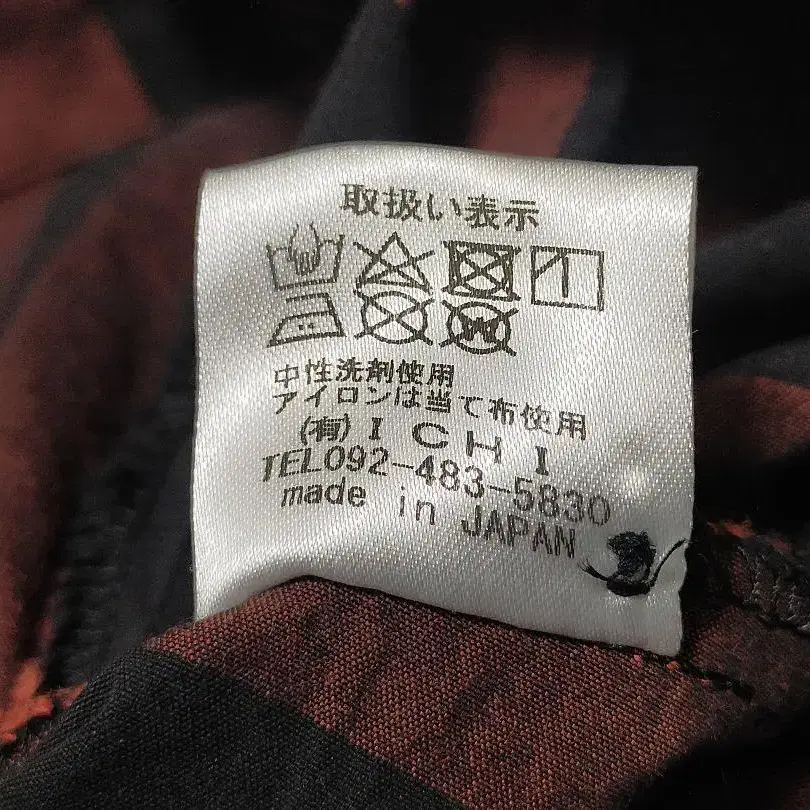 取扱い表示
W
中性洗剤使用
アイロンは当て布使用
(有)ICHI
TEL092-483-5830
made in JAPAN